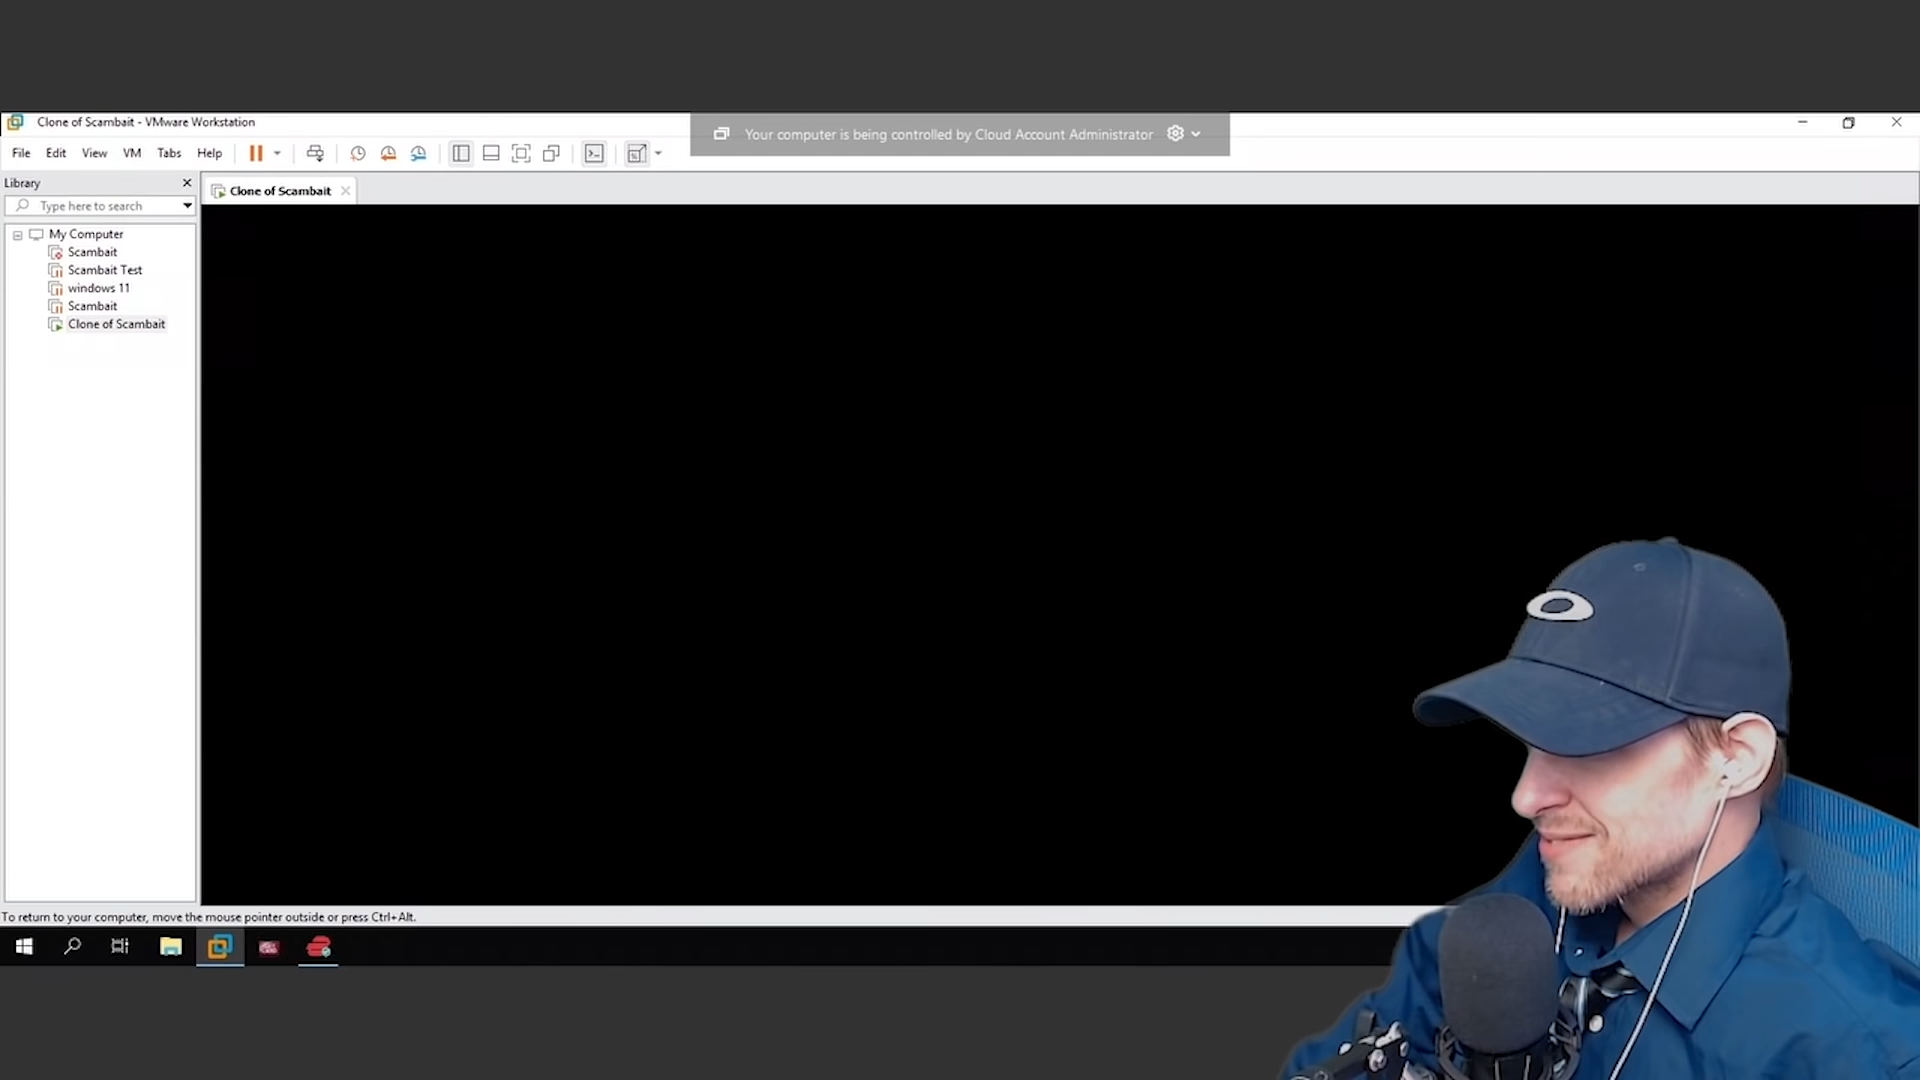 Clone of Scambait - VMware Workstation
Your computer is being controlled by Cloud Account Administrator
File Edit View VM Tabs Help
Library
Clone of Scambait
Type here to search
My Computer
Scambait
Scambait Test
windows 11
Scambait
Clone of Scambait
To return to your computer, move the mouse pointer outside or press Ctrl+Alt.